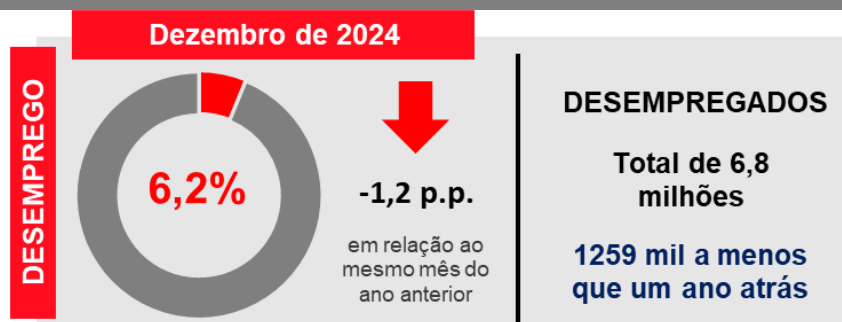 Dezembro de 2024
DESEMPREGO
6,2%
-1,2 p.p.
em relação ao
mesmo mês do
ano anterior
DESEMPREGADOS
Total de 6,8
milhões
1259 mil a menos
que um ano atrás